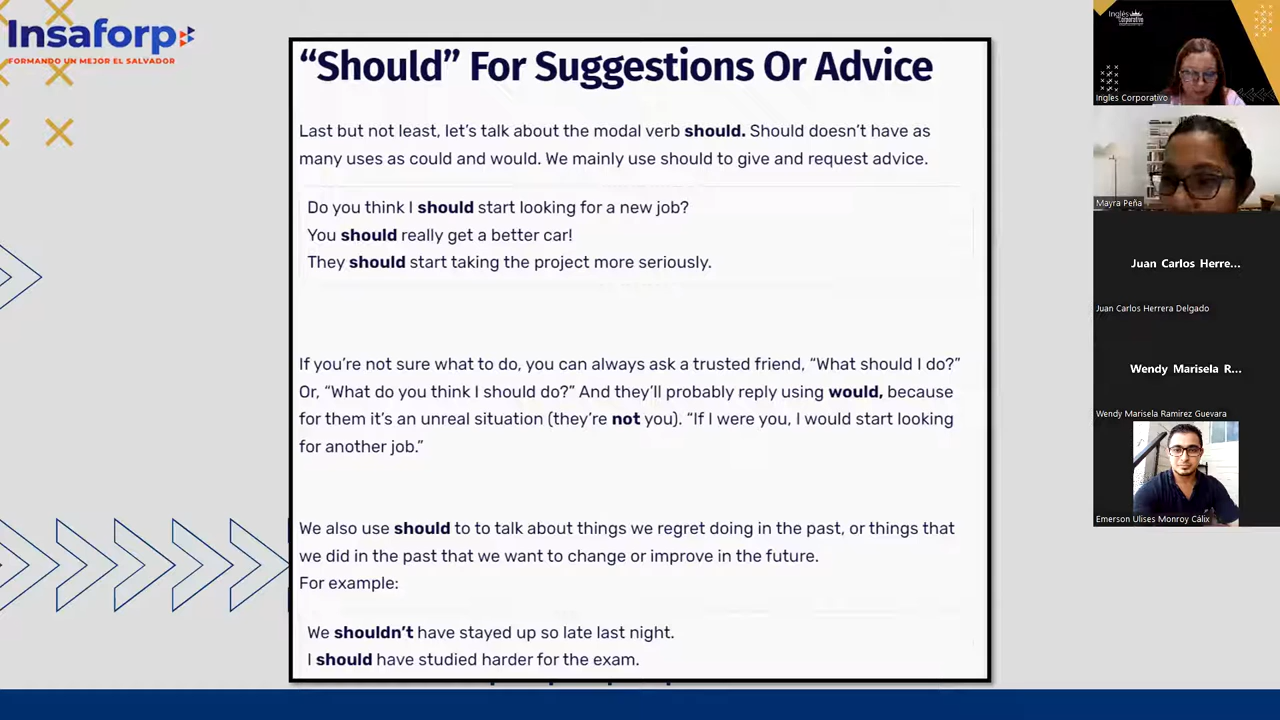 Insaforp
FORMANDO UN MEJOR EL SALVADOR
“Should” For Suggestions Or Advice
Last but not least, let’s talk about the modal verb should. Should doesn’t have as
many uses as could and would. We mainly use should to give and request advice.
Do you think I should start looking for a new job?
You should really get a better car!
They should start taking the project more seriously.
If you’re not sure what to do, you can always ask a trusted friend, “What should I do?”
Or, “What do you think I should do?” And they’ll probably reply using would, because
for them it’s an unreal situation (they’re not you). “If I were you, I would start looking
for another job.”
We also use should to to talk about things we regret doing in the past, or things that
we did in the past that we want to change or improve in the future.
For example:
We shouldn’t have stayed up so late last night.
I should have studied harder for the exam.
Inglés
Corporativo
Ingles Corporativo
Mayra Peña
Juan Carlos Herre...
Juan Carlos Herrera Delgado
Wendy Marisela R...
Wendy Marisela Ramirez Guevara
Emerson Ulises Monroy Cálix